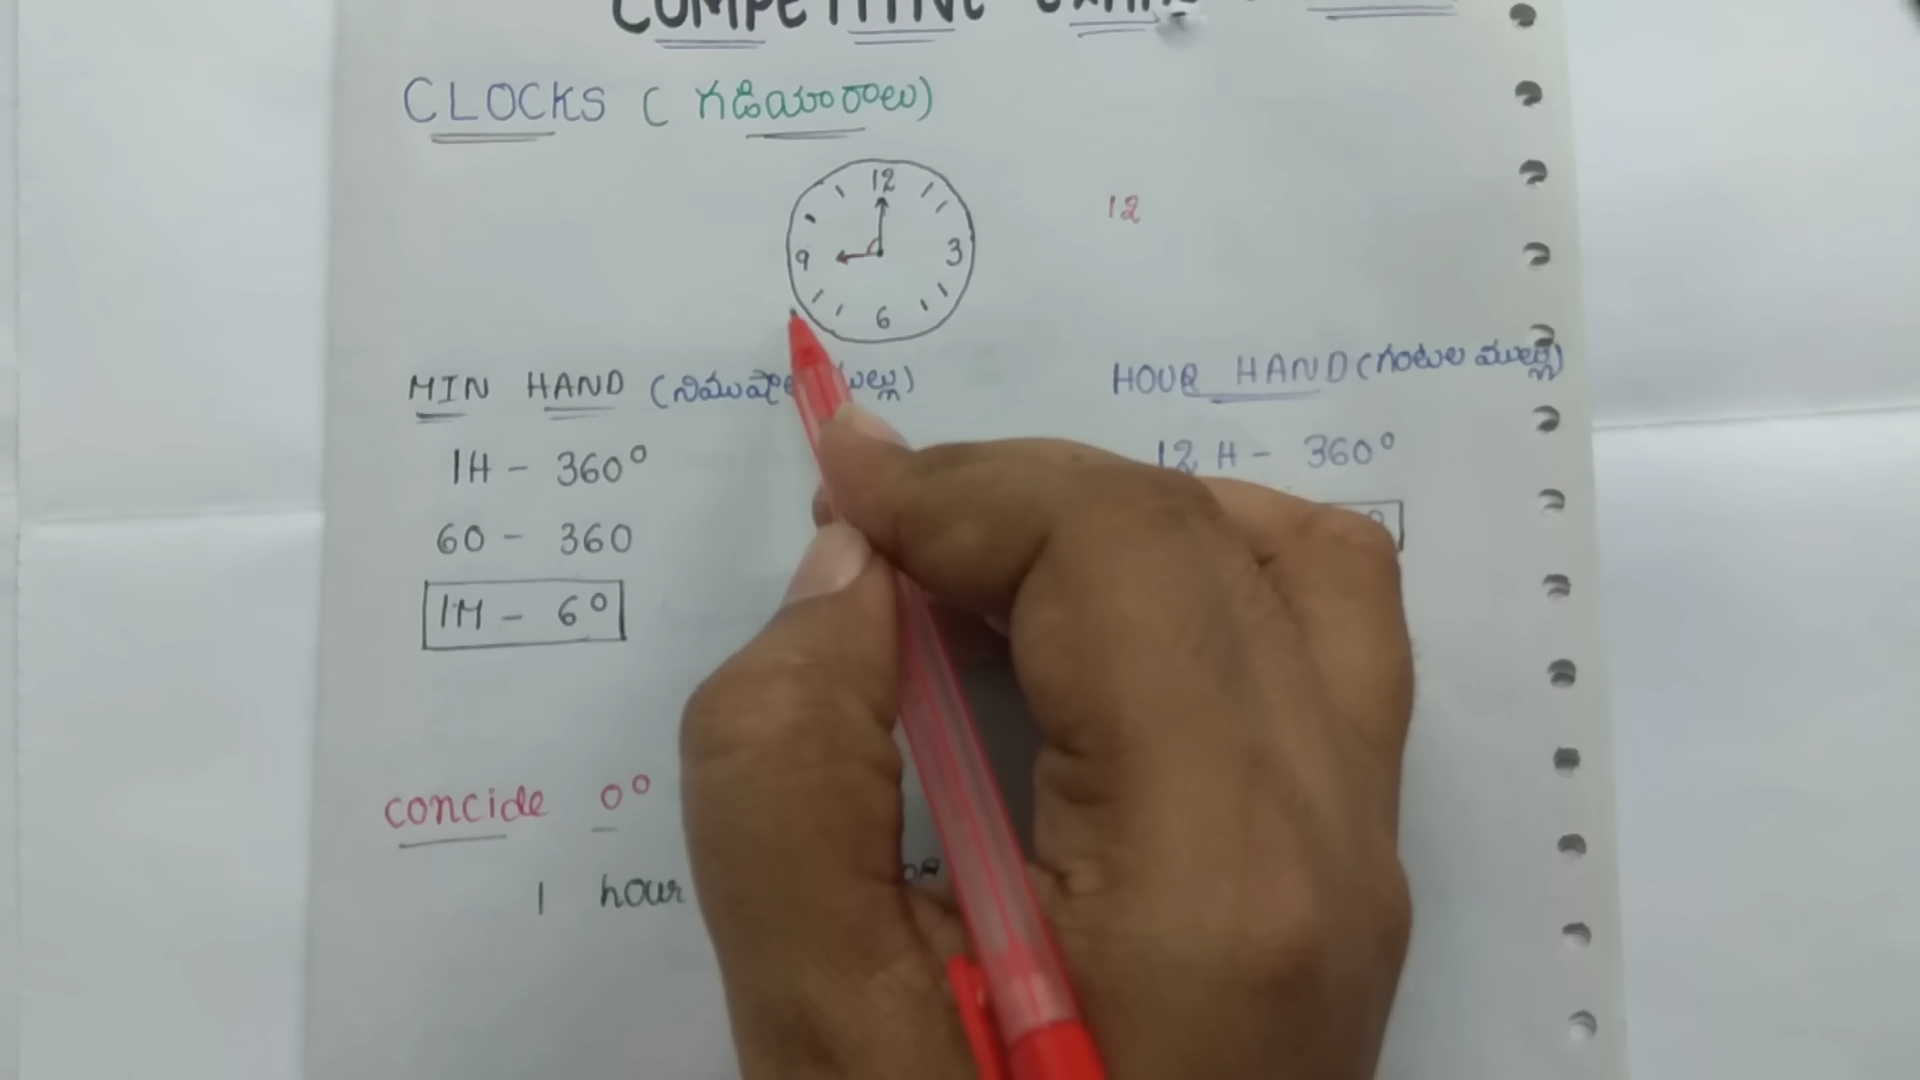 CLOCKS (గడియారాలు)
12
9 3
6
12
MIN HAND (నిముషాల ముల్లు)
HOUR HAND (గంటల ముల్లు)
1H - 360°
12 H - 360°
60 - 360
1M - 6°
concide 0°
1 hour